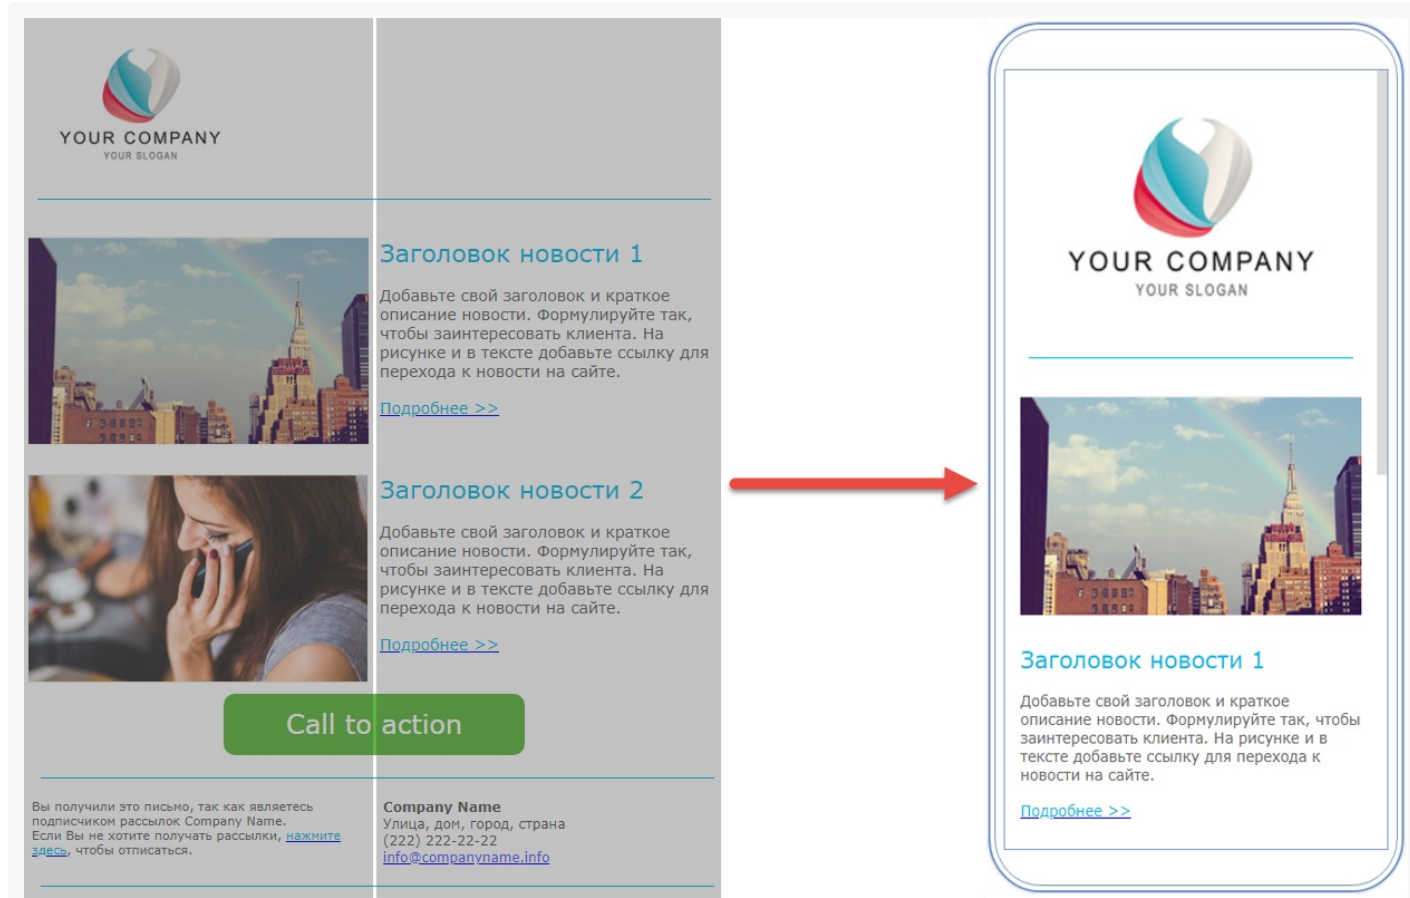 YOUR COMPANY
YOUR SLOGAN
Заголовок новости 1
Добавьте свой заголовок и краткое
описание новости. Формулируйте так,
чтобы заинтересовать клиента. На
рисунке и в тексте добавьте ссылку для
перехода к новости на сайте.
Подробнее >>
Заголовок новости 2
Добавьте свой заголовок и краткое
описание новости. Формулируйте так,
чтобы заинтересовать клиента. На
рисунке и в тексте добавьте ссылку для
перехода к новости на сайте.
Подробнее >>
Call to action
Вы получили это письмо, так как являетесь
подписчиком рассылок Company Name.
Если Вы не хотите получать рассылки, нажмите
здесь, чтобы отписаться.
Company Name
Улица, дом, город, страна
(222) 222-22-22
info@companyname.info
YOUR COMPANY
YOUR SLOGAN
Заголовок новости 1
Добавьте свой заголовок и краткое
описание новости. Формулируйте так, чтобы
заинтересовать клиента. На рисунке и в
тексте добавьте ссылку для перехода к
новости на сайте.
Подробнее >>